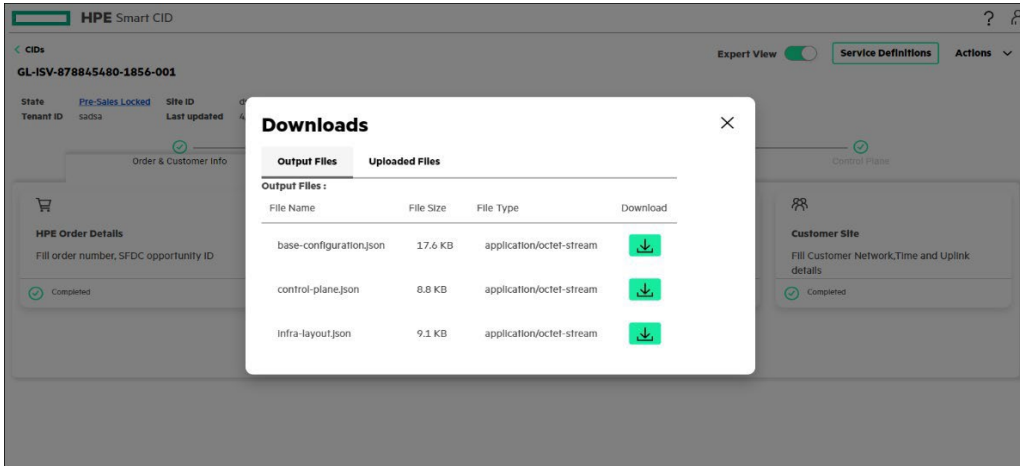 HPE Smart CID
?
< CIDs
Expert View
Service Definitions
Actions
GL-ISV-878845480-1856-001
State Pre-Sales Locked Site ID
Tenant ID sadsa Last updated 4,
Order & Customer Info
Control Plane
Downloads
Output Files Uploaded Files
Output Files :
File Name File Size File Type Download
base-configuration.json 17.6 KB application/octet-stream
control-plane.json 8.8 KB application/octet-stream
infra-layout.json 9.1 KB application/octet-stream
HPE Order Details
Fill order number, SFDC opportunity ID
Completed
Customer Site
Fill Customer Network,Time and Uplink
details
Completed